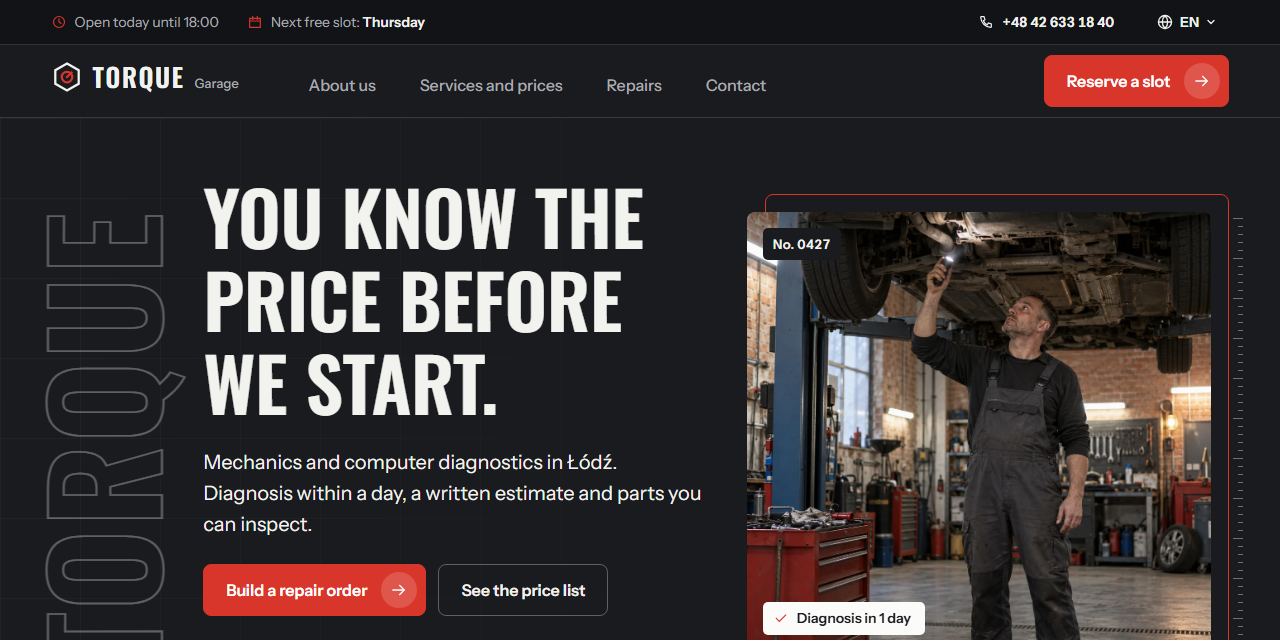 Open today until 18:00
Next free slot: Thursday
+48 42 633 18 40
EN
TORQUE Garage
About us
Services and prices
Repairs
Contact
Reserve a slot
TORQUE
YOU KNOW THE
PRICE BEFORE
WE START.
Mechanics and computer diagnostics in Łódź.
Diagnosis within a day, a written estimate and parts you
can inspect.
Build a repair order
See the price list
No. 0427
Diagnosis in 1 day